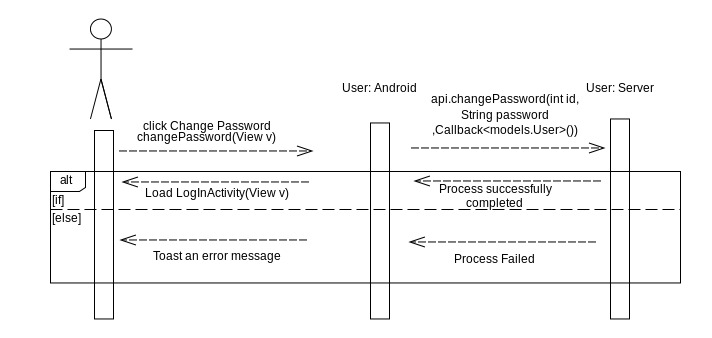 User: Android
User: Server
api.changePassword(int id,
String password
,Callback<models.User>())
click Change Password
changePassword(View v)
alt
[if]
Load LogInActivity(View v)
Process successfully
completed
[else]
Toast an error message
Process Failed